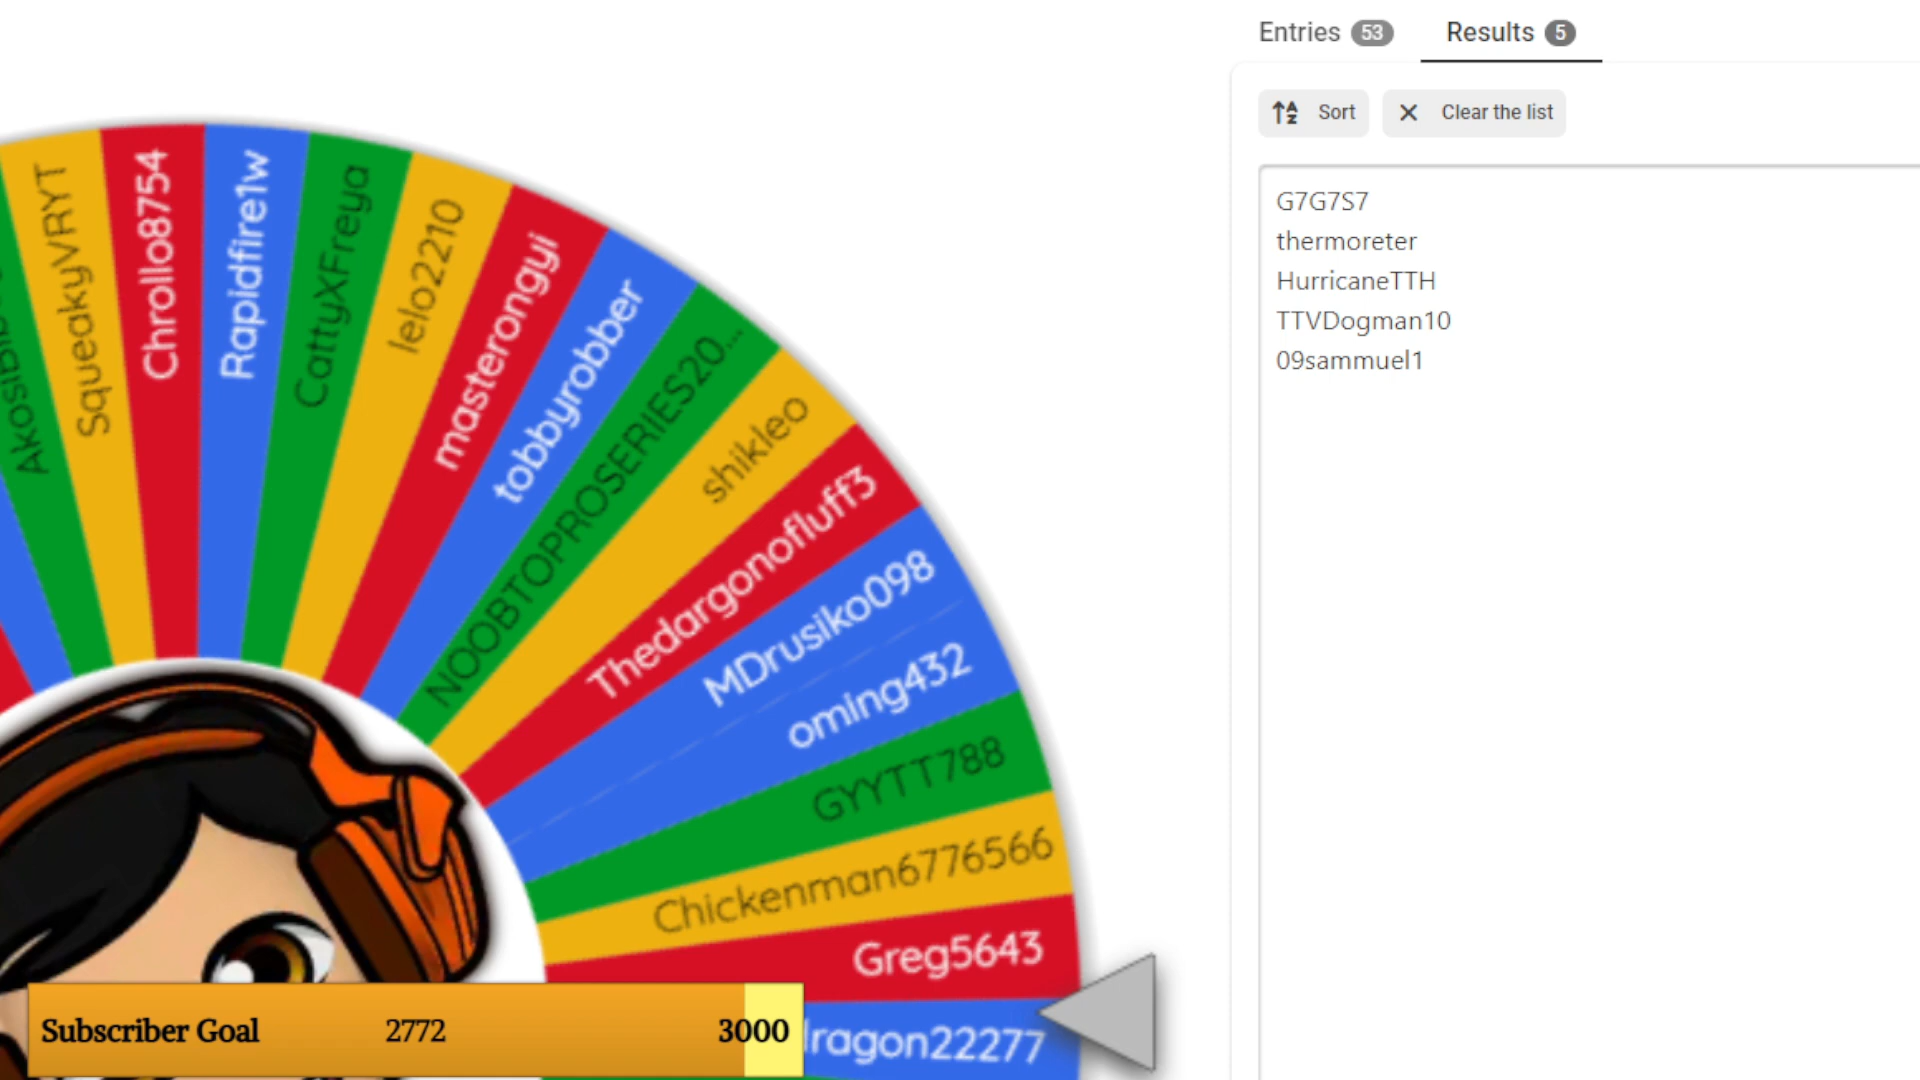 Entries 53 Results 5
Sort Clear the list
G7G7S7
thermoreter
HurricaneTTH
TTVDogman10
09sammuel1
SqueakyVRYT
Chrollo8754
Rapidfire1w
CattyXFreya
lelo2210
masterongyi
tobbyrobber
NOOBTOPROSERIES20...
shikleo
Thedargonofluff3
MDrusiko098
oming432
GYYTT788
Chickenman6776566
Greg5643
ragon22277
Subscriber Goal 2772 3000